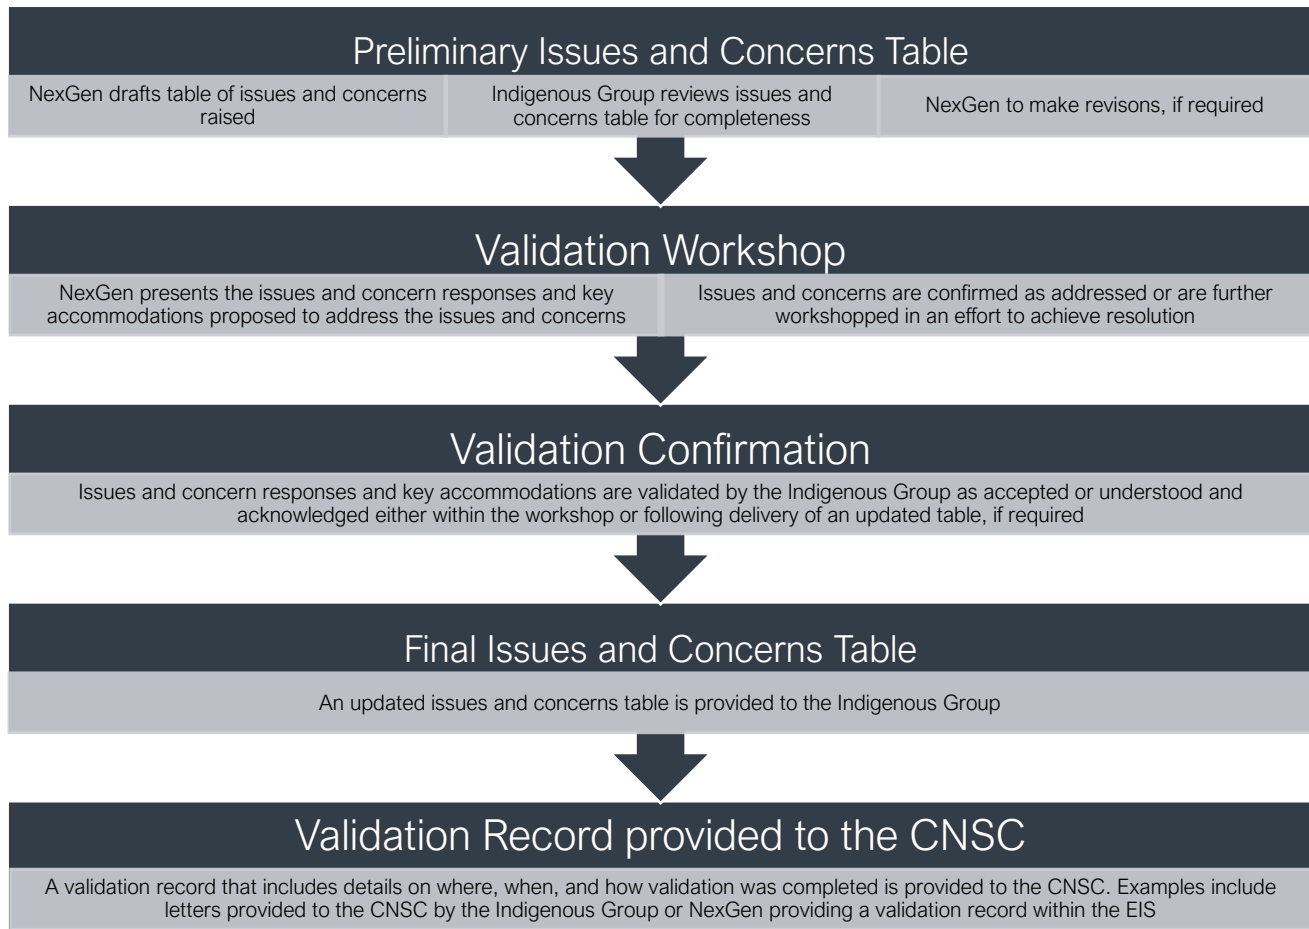 Preliminary Issues and Concerns Table
NexGen drafts table of issues and concerns
raised
Indigenous Group reviews issues and
concerns table for completeness
NexGen to make revisons, if required
Validation Workshop
NexGen presents the issues and concern responses and key
accommodations proposed to address the issues and concerns
Issues and concerns are confirmed as addressed or are further
workshopped in an effort to achieve resolution
Validation Confirmation
Issues and concern responses and key accommodations are validated by the Indigenous Group as accepted or understood and
acknowledged either within the workshop or following delivery of an updated table, if required
Final Issues and Concerns Table
An updated issues and concerns table is provided to the Indigenous Group
Validation Record provided to the CNSC
A validation record that includes details on where, when, and how validation was completed is provided to the CNSC. Examples include
letters provided to the CNSC by the Indigenous Group or NexGen providing a validation record within the EIS